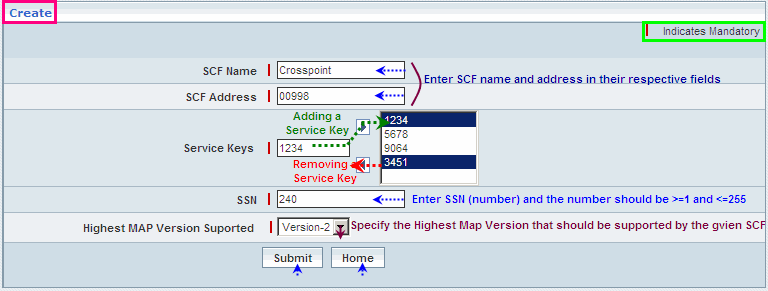 Create
Indicates Mandatory
SCF Name
Crosspoint
Enter SCF name and address in their respective fields
SCF Address
00998
Adding a
Service Key
Service Keys
1234
1234
5678
9064
3451
Removing a
Service Key
SSN
240
Enter SSN (number) and the number should be >=1 and <=255
Highest MAP Version Suported
Version-2
Specify the Highest Map Version that should be supported by the gvien SCF
Submit
Home